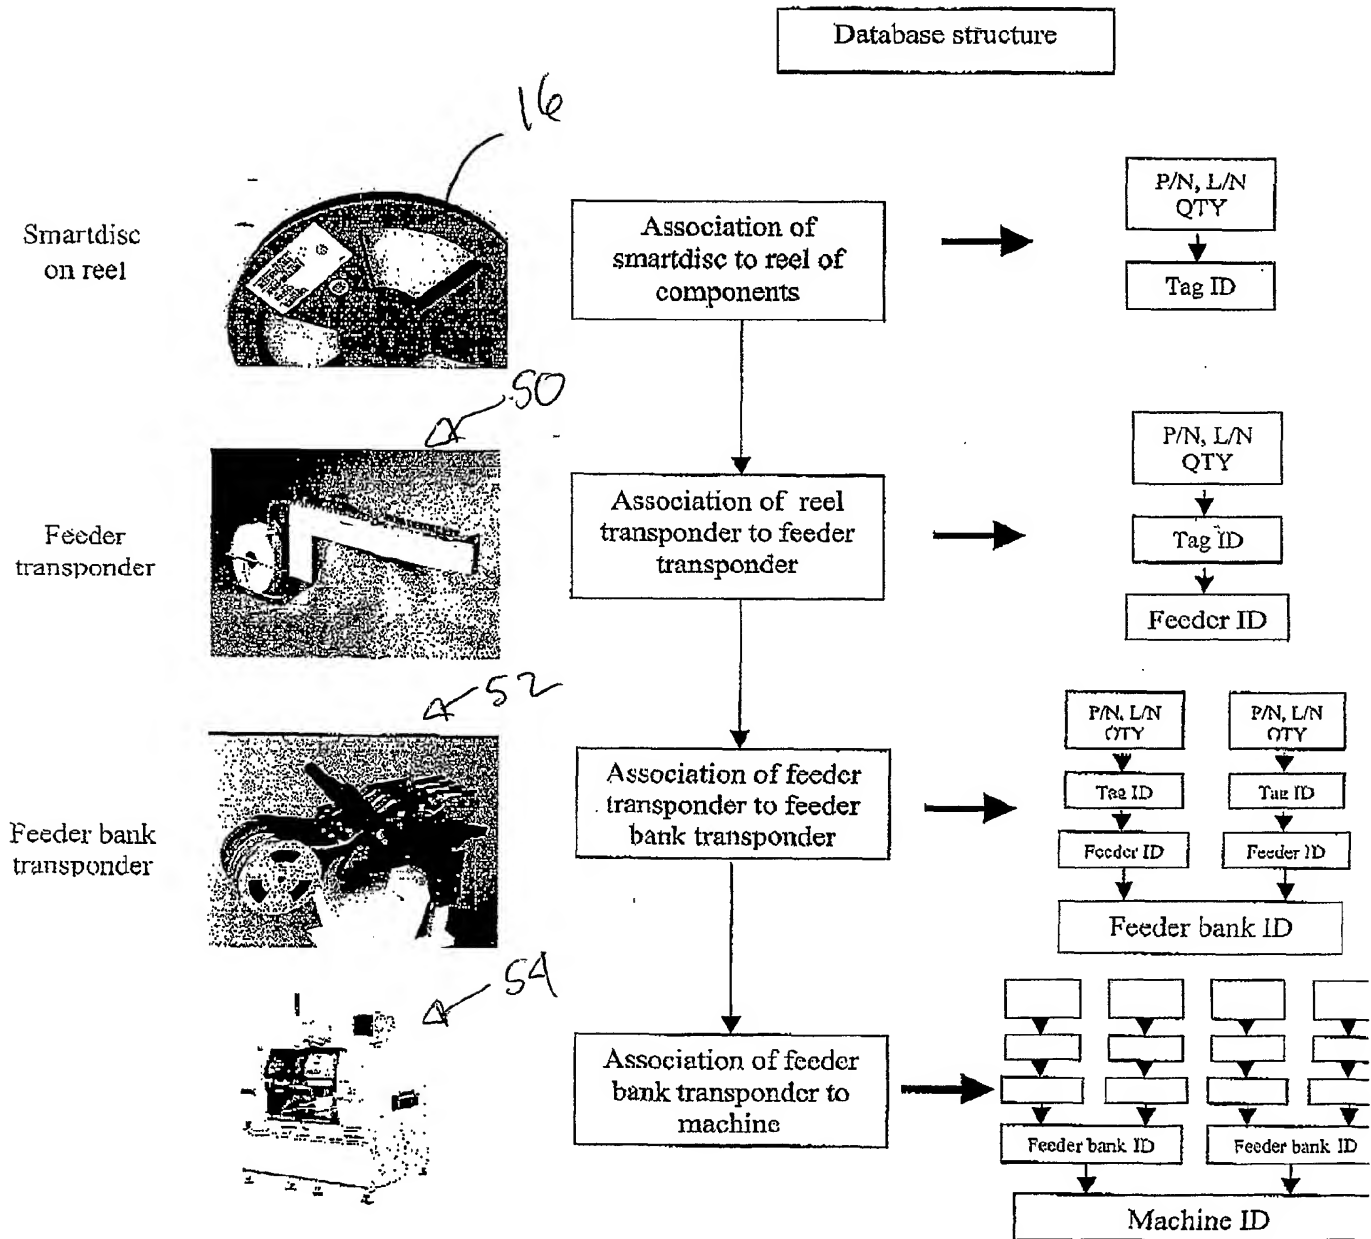 Database structure
16
Smartdisc
on reel
Association of
smartdisc to reel of
components
P/N, L/N
QTY
Tag ID
50
Feeder
transponder
Association of reel
transponder to feeder
transponder
P/N, L/N
QTY
Tag ID
Feeder ID
52
Feeder bank
transponder
Association of feeder
transponder to feeder
bank transponder
P/N, L/N
QTY
P/N, L/N
QTY
Tag ID
Tag ID
Feeder ID
Feeder ID
Feeder bank ID
54
Association of feeder
bank transponder to
machine
Feeder bank ID
Feeder bank ID
Machine ID